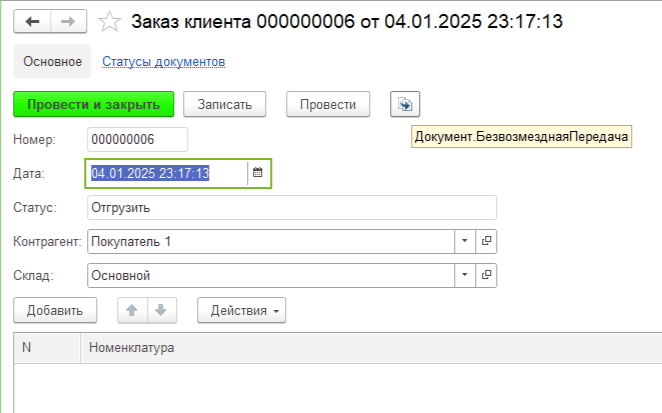 Заказ клиента 000000006 от 04.01.2025 23:17:13
Основное Статусы документов
Провести и закрыть Записать Провести
Документ.БезвозмезднаяПередача
Номер: 000000006
Дата: 04.01.2025 23:17:13
Статус: Отгрузить
Контрагент: Покупатель 1
Склад: Основной
Добавить Действия
N Номенклатура